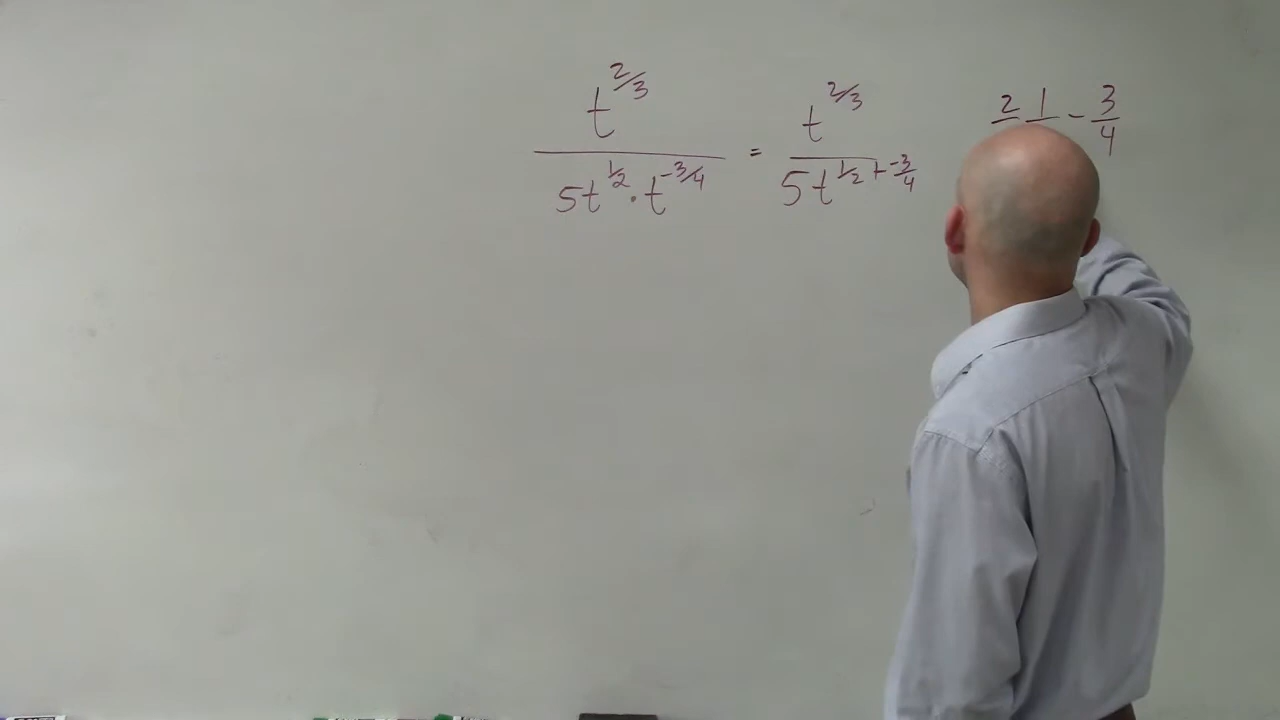 t^{2/3} / (5t^{1/2} · t^{-3/4}) = t^{2/3} / (5t^{1/2 + -3/4})
2 1 - 3/4